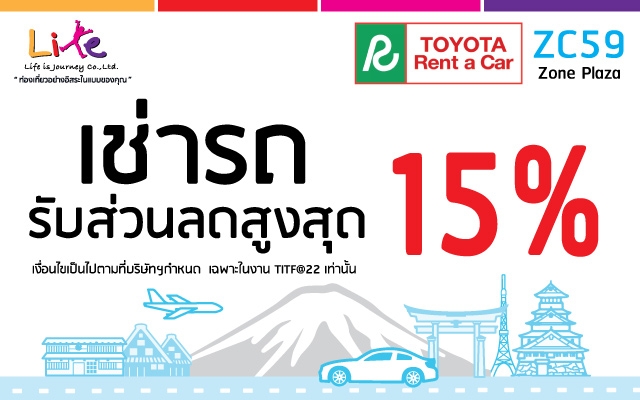 Life
Life is Journey Co.,Ltd.
"ท่องเที่ยวอย่างอิสระในแบบของคุณ"
R TOYOTA
Rent a Car
ZC59
Zone Plaza
เช่ารถ
รับส่วนลดสูงสุด
15%
เงื่อนไขเป็นไปตามที่บริษัทฯกำหนด เฉพาะในงาน TITF@22 เท่านั้น